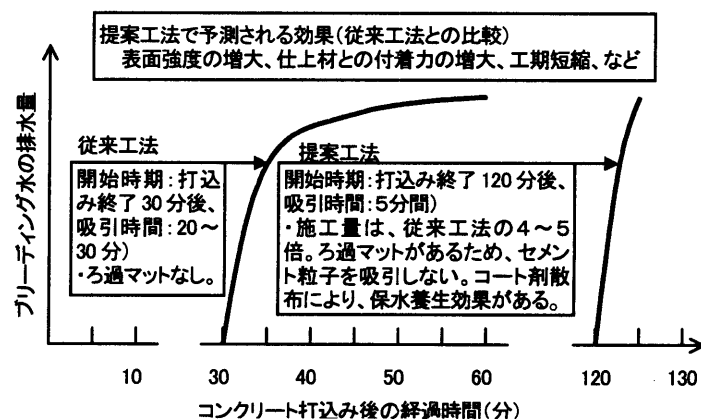 提案工法で予測される効果(従来工法との比較)
表面強度の増大、仕上材との付着力の増大、工期短縮、など
ブリーディング水の排水量
従来工法
開始時期:打込
み終了 30 分後、
吸引時間:20~
30 分)
・ろ過マットなし。
提案工法
開始時期:打込み終了 120 分後、
吸引時間:5分間)
・施工量は、従来工法の4~5
倍。ろ過マットがあるため、セメ
ント粒子を吸引しない。コート剤散
布により、保水養生効果がある。
10 30 40 50 60 120 130
コンクリート打込み後の経過時間(分)